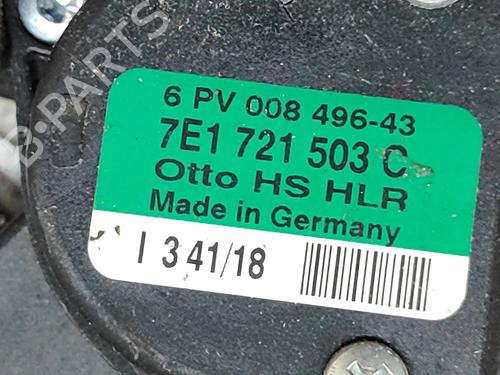 6 PV 008 496-43
7E1 721 503 C
Otto HS HLR
Made in Germany
I 3 41/18
B-PARTS